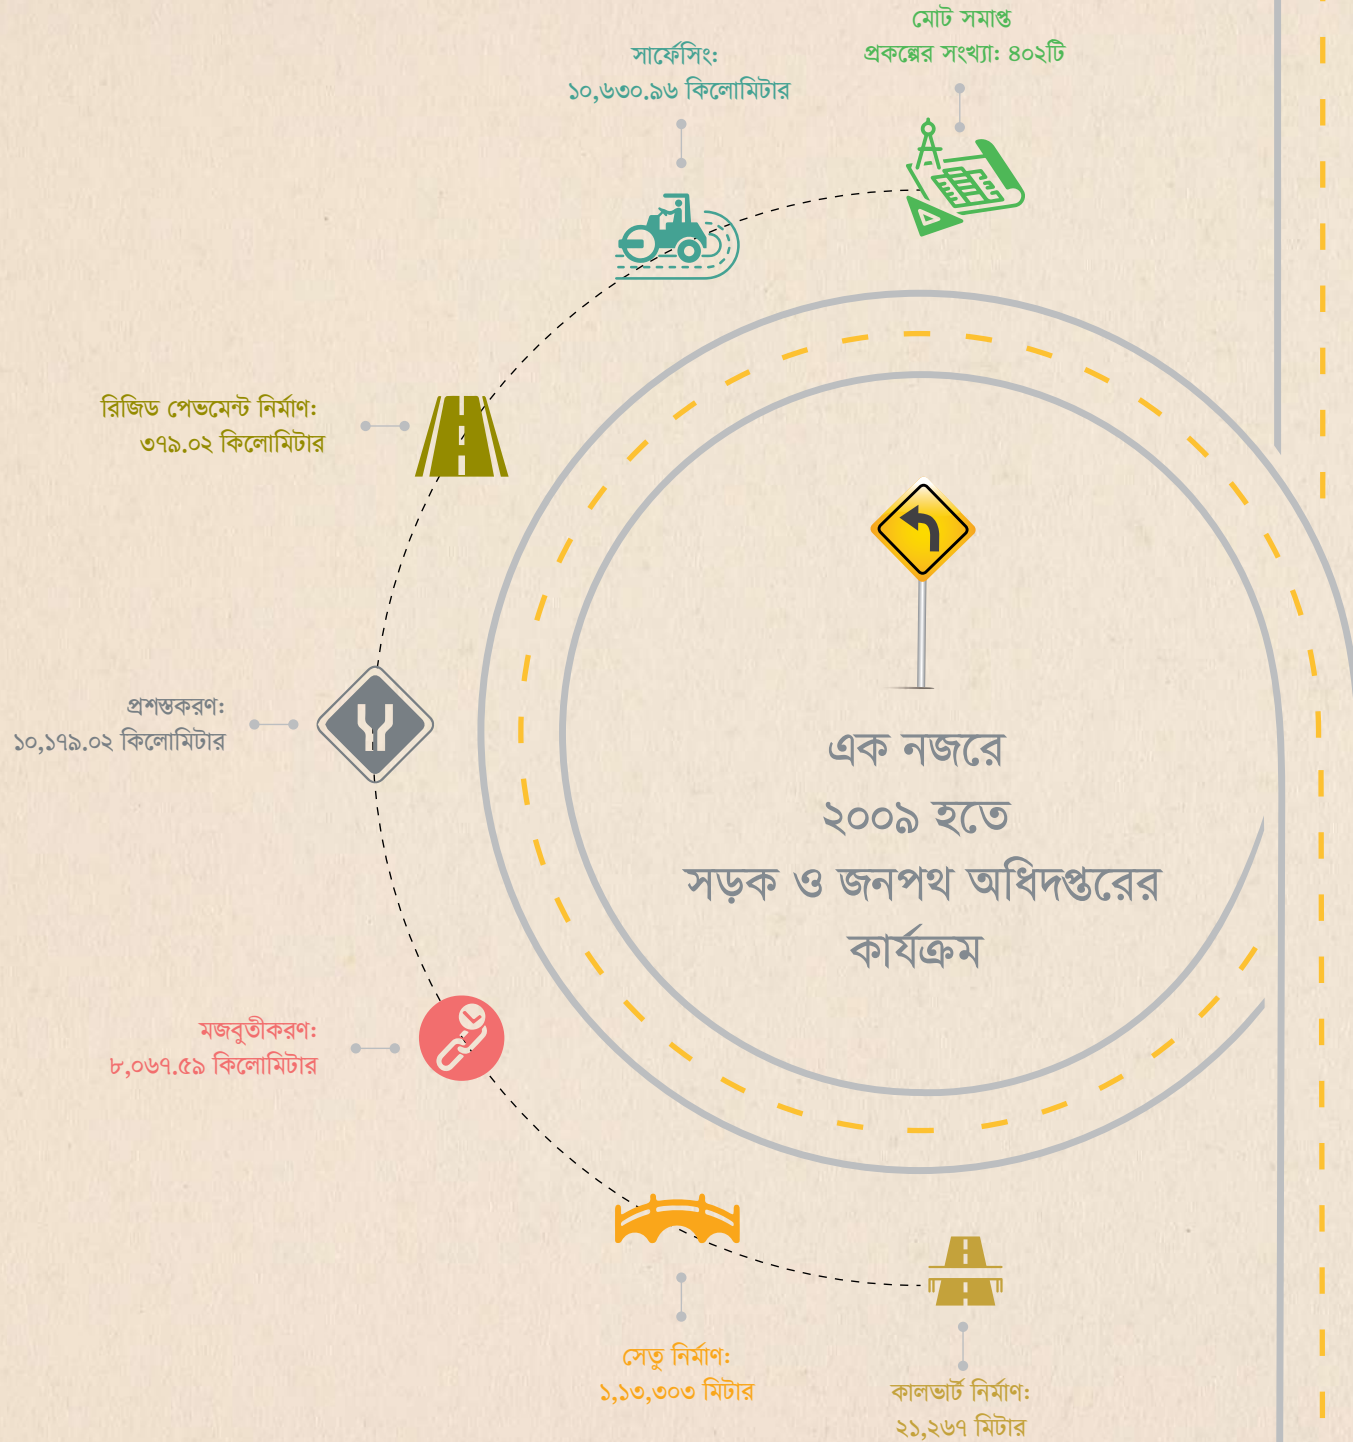 মোট সমাপ্ত
প্রকল্পের সংখ্যা: ৪০২টি
সার্ফেসিং:
১০,৬৩০.৯৬ কিলোমিটার
রিজিড পেভমেন্ট নির্মাণ:
৩৭৯.০২ কিলোমিটার
প্রশস্তকরণ:
১০,১৭৯.০২ কিলোমিটার
এক নজরে
২০০৯ হতে
সড়ক ও জনপথ অধিদপ্তরের
কার্যক্রম
মজবুতীকরণ:
৮,০৬৭.৫৯ কিলোমিটার
সেতু নির্মাণ:
১,১৩,৩০৩ মিটার
কালভার্ট নির্মাণ:
২১,২৬৭ মিটার